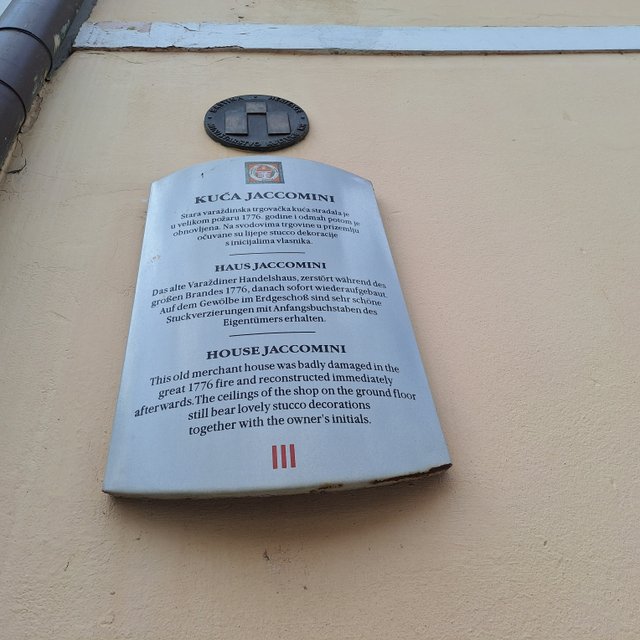 KUĆA JACCOMINI
Stara varaždinska trgovačka kuća stradala je
u velikom požaru 1776. godine i odmah potom je
obnovljena. Na svodovima trgovine u prizemlju
očuvane su lijepe stucco dekoracije
s inicijalima vlasnika.
HAUS JACCOMINI
Das alte Varaždiner Handelshaus, zerstört während des
großen Brandes 1776, danach sofort wiederaufgebaut.
Auf dem Gewölbe im Erdgeschoß sind sehr schöne
Stuckverzierungen mit Anfangsbuchstaben des
Eigentümers erhalten.
HOUSE JACCOMINI
This old merchant house was badly damaged in the
great 1776 fire and reconstructed immediately
afterwards. The ceilings of the shop on the ground floor
still bear lovely stucco decorations
together with the owner's initials.
III